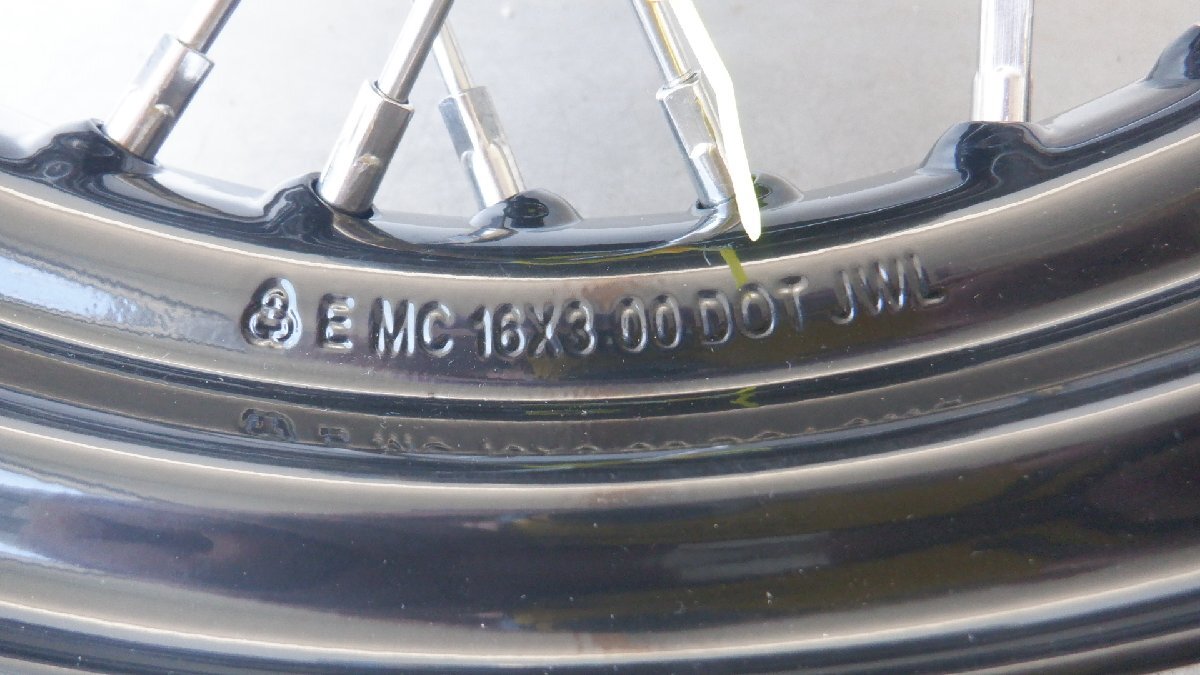 E MC 16X3.00 DOT JWL